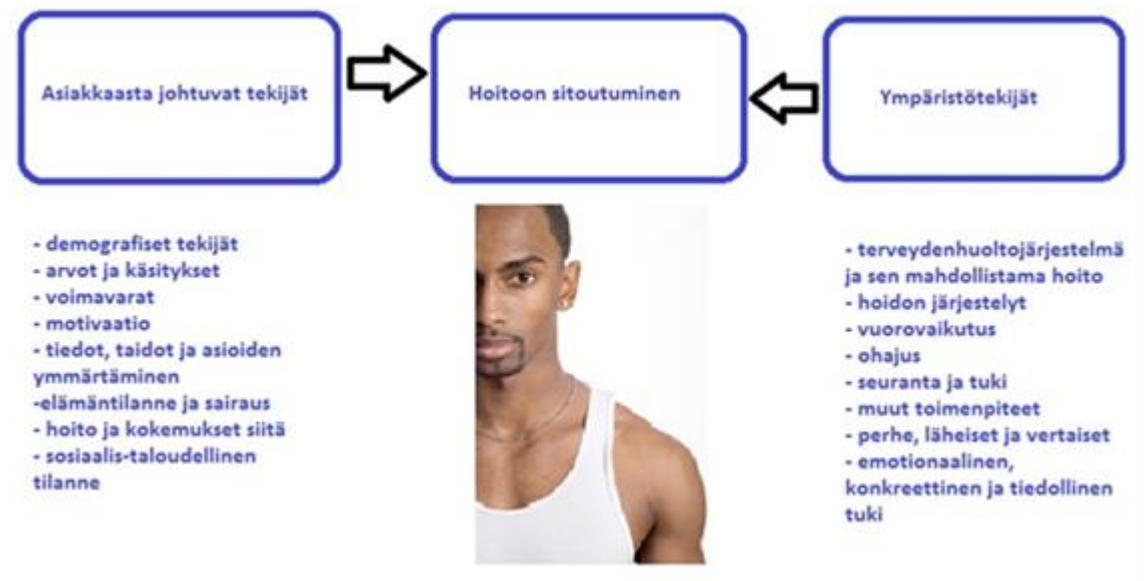 Asiakkaasta johtuvat tekijät
Hoitoon sitoutuminen
Ympäristötekijät
- demografiset tekijät
- arvot ja käsitykset
- voimavarat
- motivaatio
- tiedot, taidot ja asioiden
ymmärtäminen
-elämäntilanne ja sairaus
- hoito ja kokemukset siitä
- sosiaalis-taloudellinen
tilanne
- terveydenhuoltojärjestelmä
ja sen mahdollistama hoito
- hoidon järjestelyt
- vuorovaikutus
- ohajus
- seuranta ja tuki
- muut toimenpiteet
- perhe, läheiset ja vertaiset
- emotionaalinen,
konkreettinen ja tiedollinen
tuki